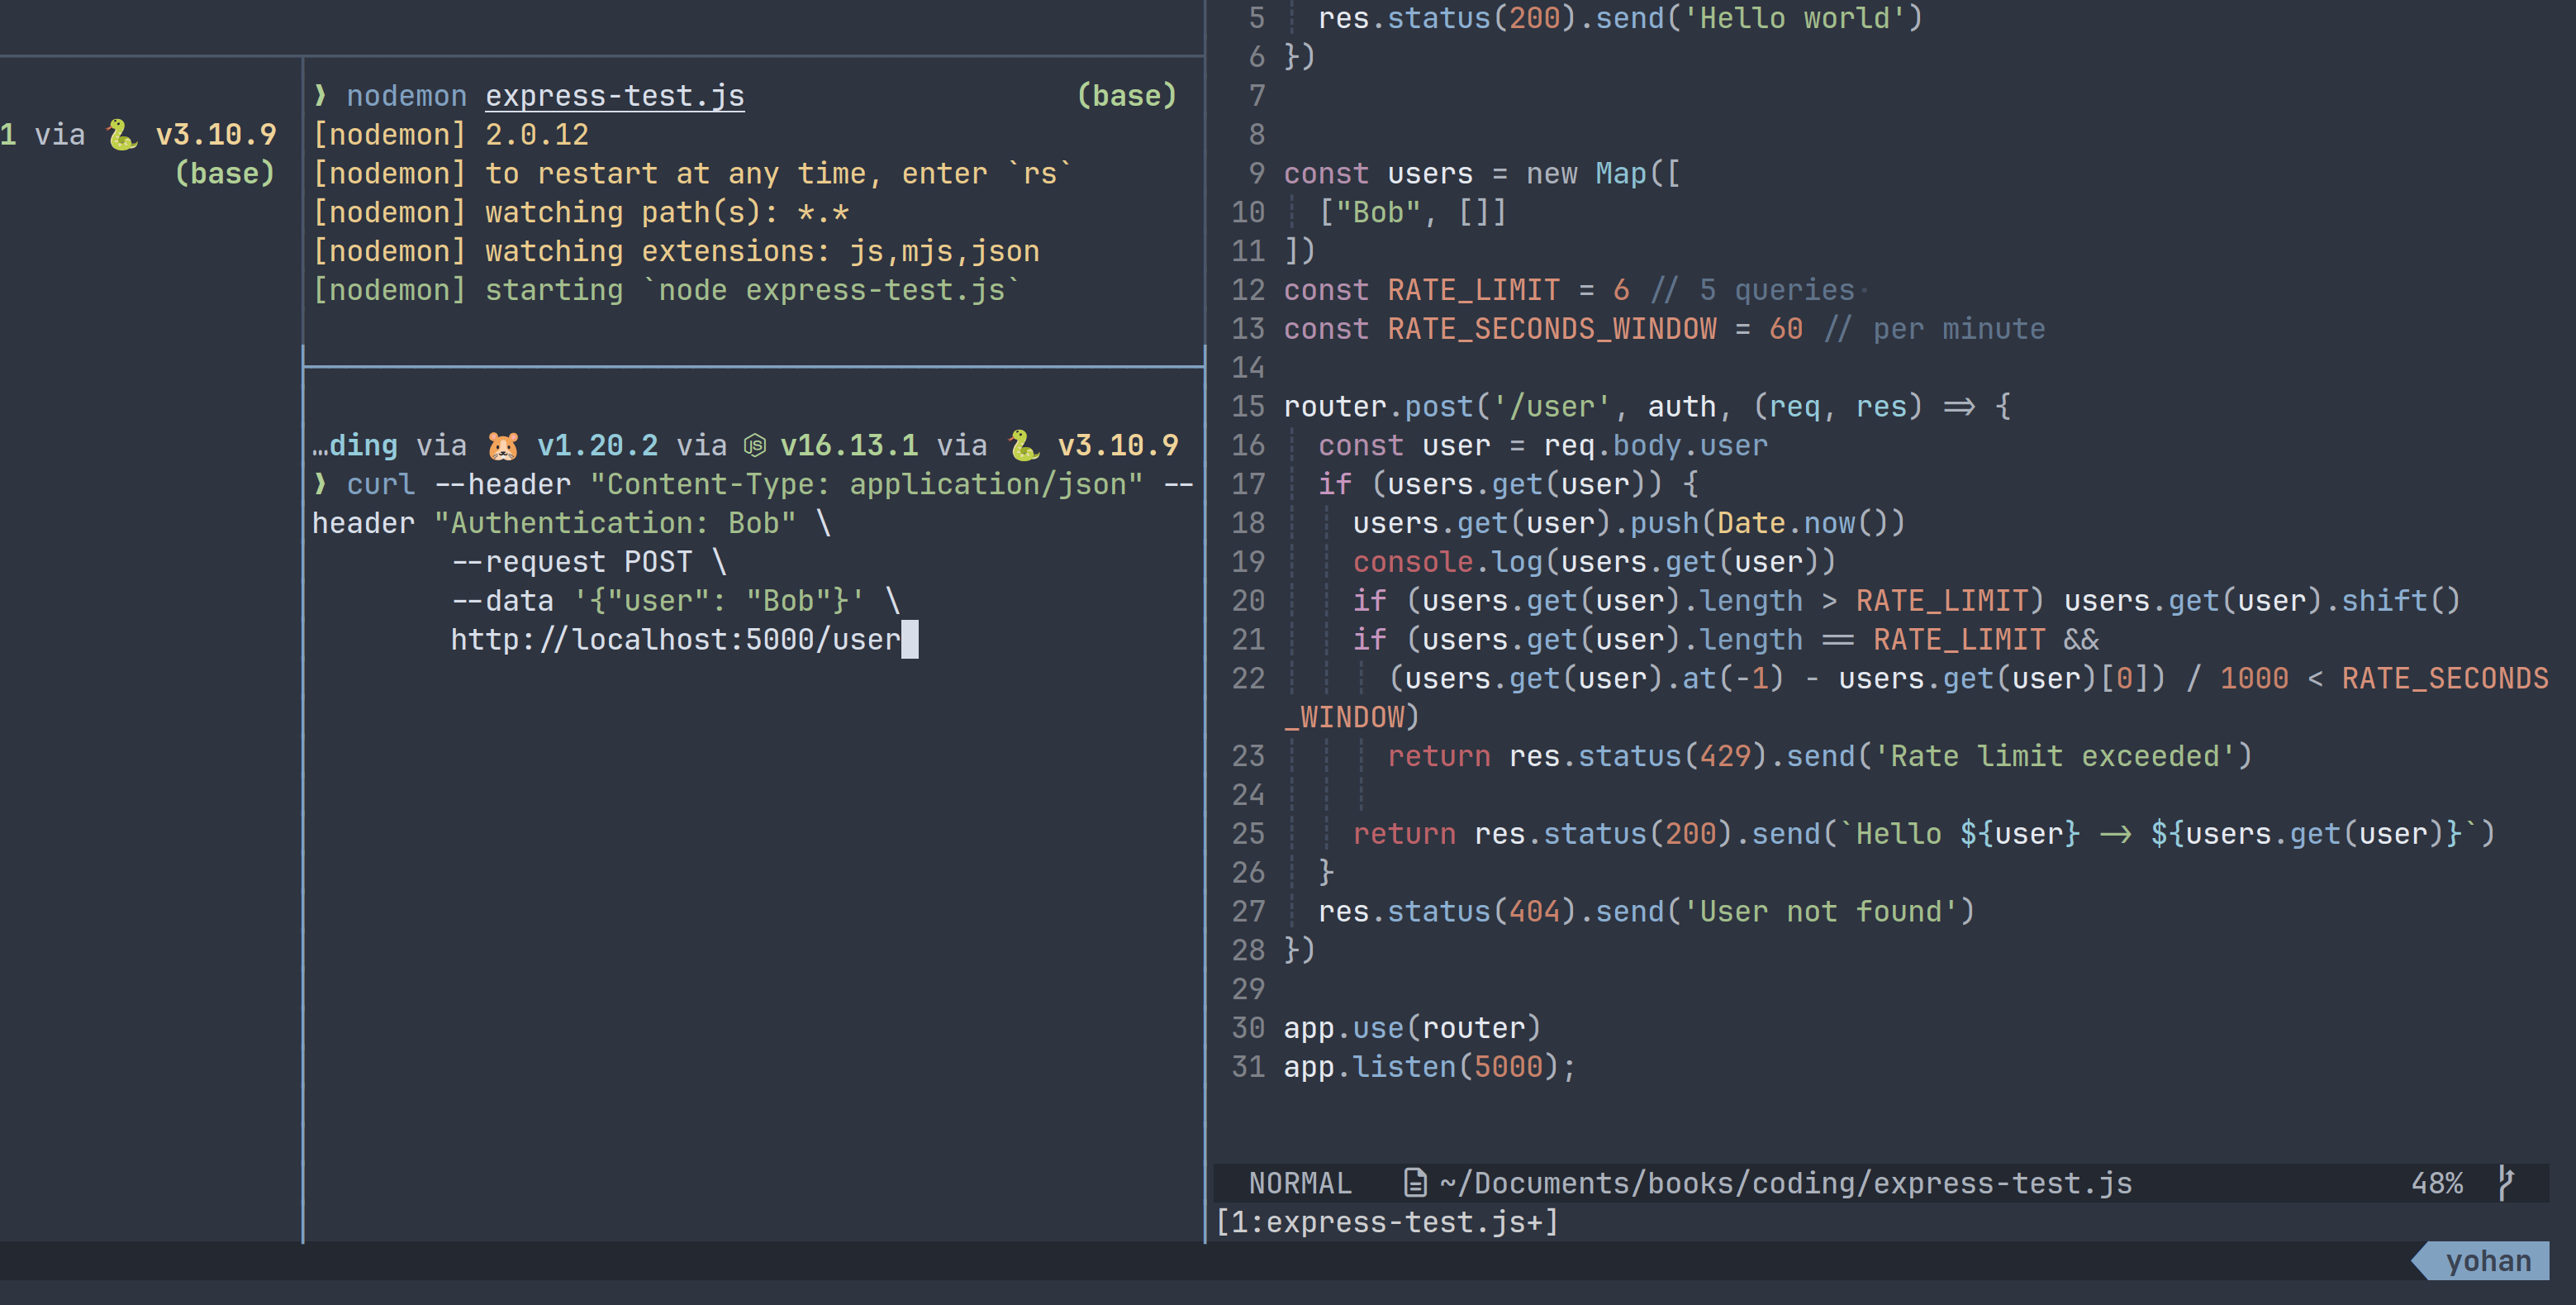 1 via 🐍 v3.10.9
(base)
❱ nodemon express-test.js (base)
[nodemon] 2.0.12
[nodemon] to restart at any time, enter `rs`
[nodemon] watching path(s): *.*
[nodemon] watching extensions: js,mjs,json
[nodemon] starting `node express-test.js`
…ding via 🐹 v1.20.2 via v16.13.1 via 🐍 v3.10.9
❱ curl --header "Content-Type: application/json" --
header "Authentication: Bob" \
--request POST \
--data '{"user": "Bob"}' \
http://localhost:5000/user
5 res.status(200).send('Hello world')
6 })
7
8
9 const users = new Map([
10 ["Bob", []]
11 ])
12 const RATE_LIMIT = 6 // 5 queries·
13 const RATE_SECONDS_WINDOW = 60 // per minute
14
15 router.post('/user', auth, (req, res) => {
16 const user = req.body.user
17 if (users.get(user)) {
18 users.get(user).push(Date.now())
19 console.log(users.get(user))
20 if (users.get(user).length > RATE_LIMIT) users.get(user).shift()
21 if (users.get(user).length == RATE_LIMIT &&
22 (users.get(user).at(-1) - users.get(user)[0]) / 1000 < RATE_SECONDS
_WINDOW)
23 return res.status(429).send('Rate limit exceeded')
24
25 return res.status(200).send(`Hello ${user} -> ${users.get(user)}`)
26 }
27 res.status(404).send('User not found')
28 })
29
30 app.use(router)
31 app.listen(5000);
NORMAL ~/Documents/books/coding/express-test.js 48%
[1:express-test.js+]
yohan